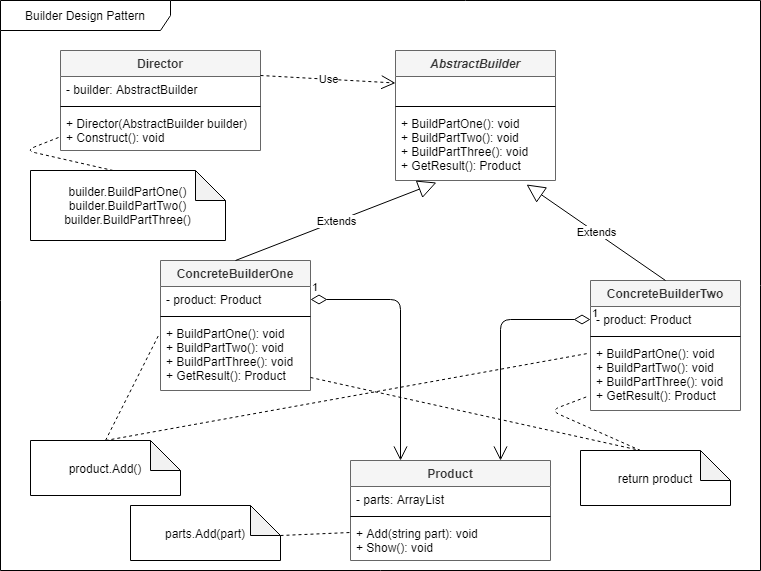 Builder Design Pattern
Director
- builder: AbstractBuilder
+ Director(AbstractBuilder builder)
+ Construct(): void
Use
AbstractBuilder
+ BuildPartOne(): void
+ BuildPartTwo(): void
+ BuildPartThree(): void
+ GetResult(): Product
builder.BuildPartOne()
builder.BuildPartTwo()
builder.BuildPartThree()
Extends
Extends
ConcreteBuilderOne
- product: Product
+ BuildPartOne(): void
+ BuildPartTwo(): void
+ BuildPartThree(): void
+ GetResult(): Product
1
ConcreteBuilderTwo
1
- product: Product
+ BuildPartOne(): void
+ BuildPartTwo(): void
+ BuildPartThree(): void
+ GetResult(): Product
product.Add()
Product
- parts: ArrayList
+ Add(string part): void
+ Show(): void
return product
parts.Add(part)